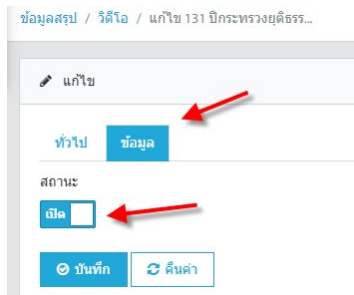 ข้อมูลสรุป / วิดีโอ / แก้ไข 131 ปีกระทรวงยุติธรร...
แก้ไข
ทั่วไป ข้อมูล
สถานะ
เปิด
บันทึก คืนค่า